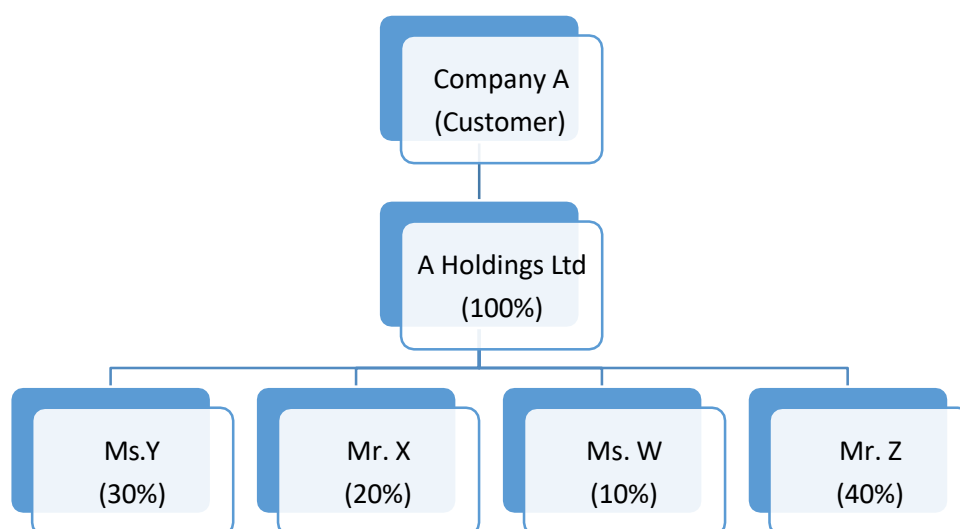 Company A
(Customer)
A Holdings Ltd
(100%)
Ms.Y
(30%)
Mr. X
(20%)
Ms. W
(10%)
Mr. Z
(40%)